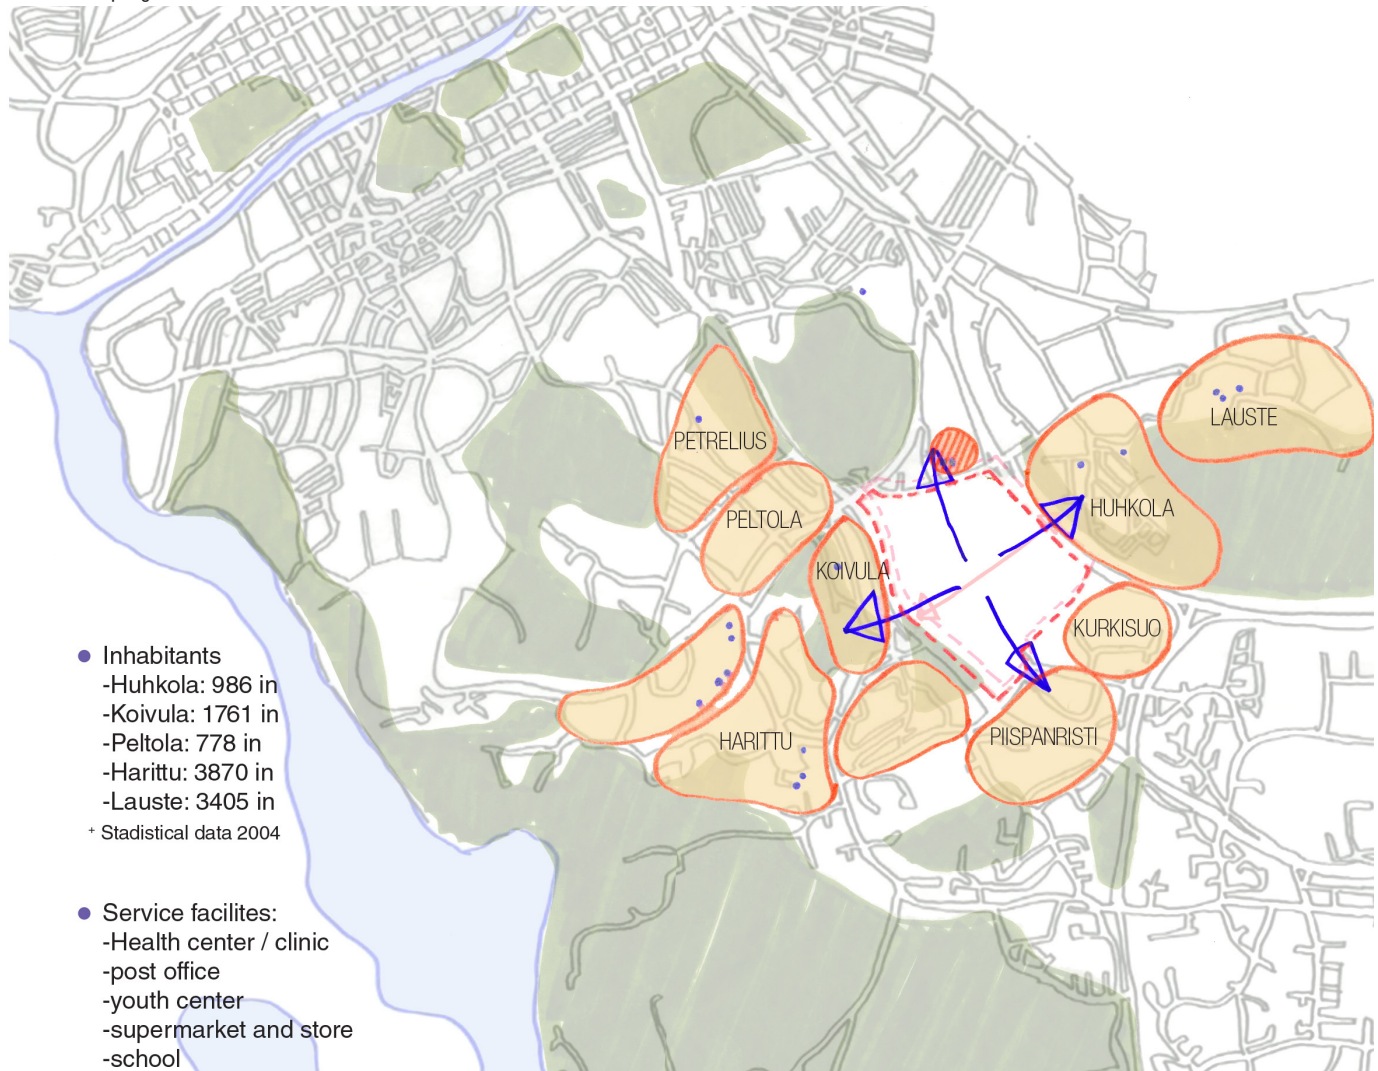 LAUSTE
PETRELIUS
HUHKOLA
PELTOLA
KOIVULA
KURKISUO
HARITTU
PIISPANRISTI
Inhabitants
-Huhkola: 986 in
-Koivula: 1761 in
-Peltola: 778 in
-Harittu: 3870 in
-Lauste: 3405 in
+ Stadistical data 2004
Service facilites:
-Health center / clinic
-post office
-youth center
-supermarket and store
-school